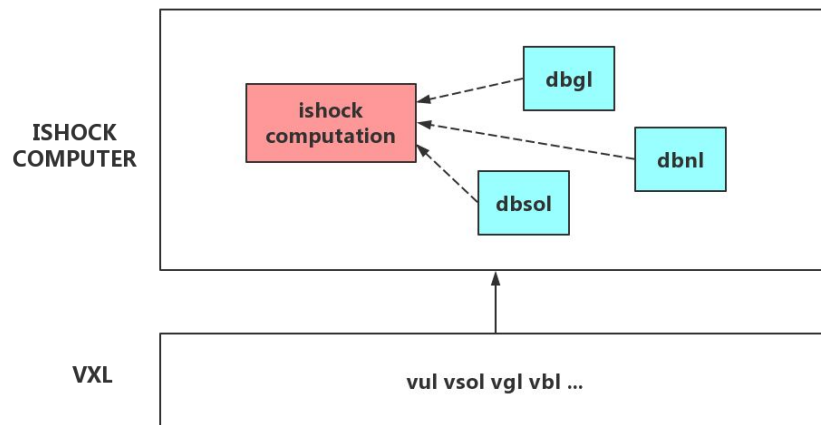 dbgl
ishock
computation
ISHOCK
COMPUTER
dbnl
dbsol
VXL
vul vsol vgl vbl ...